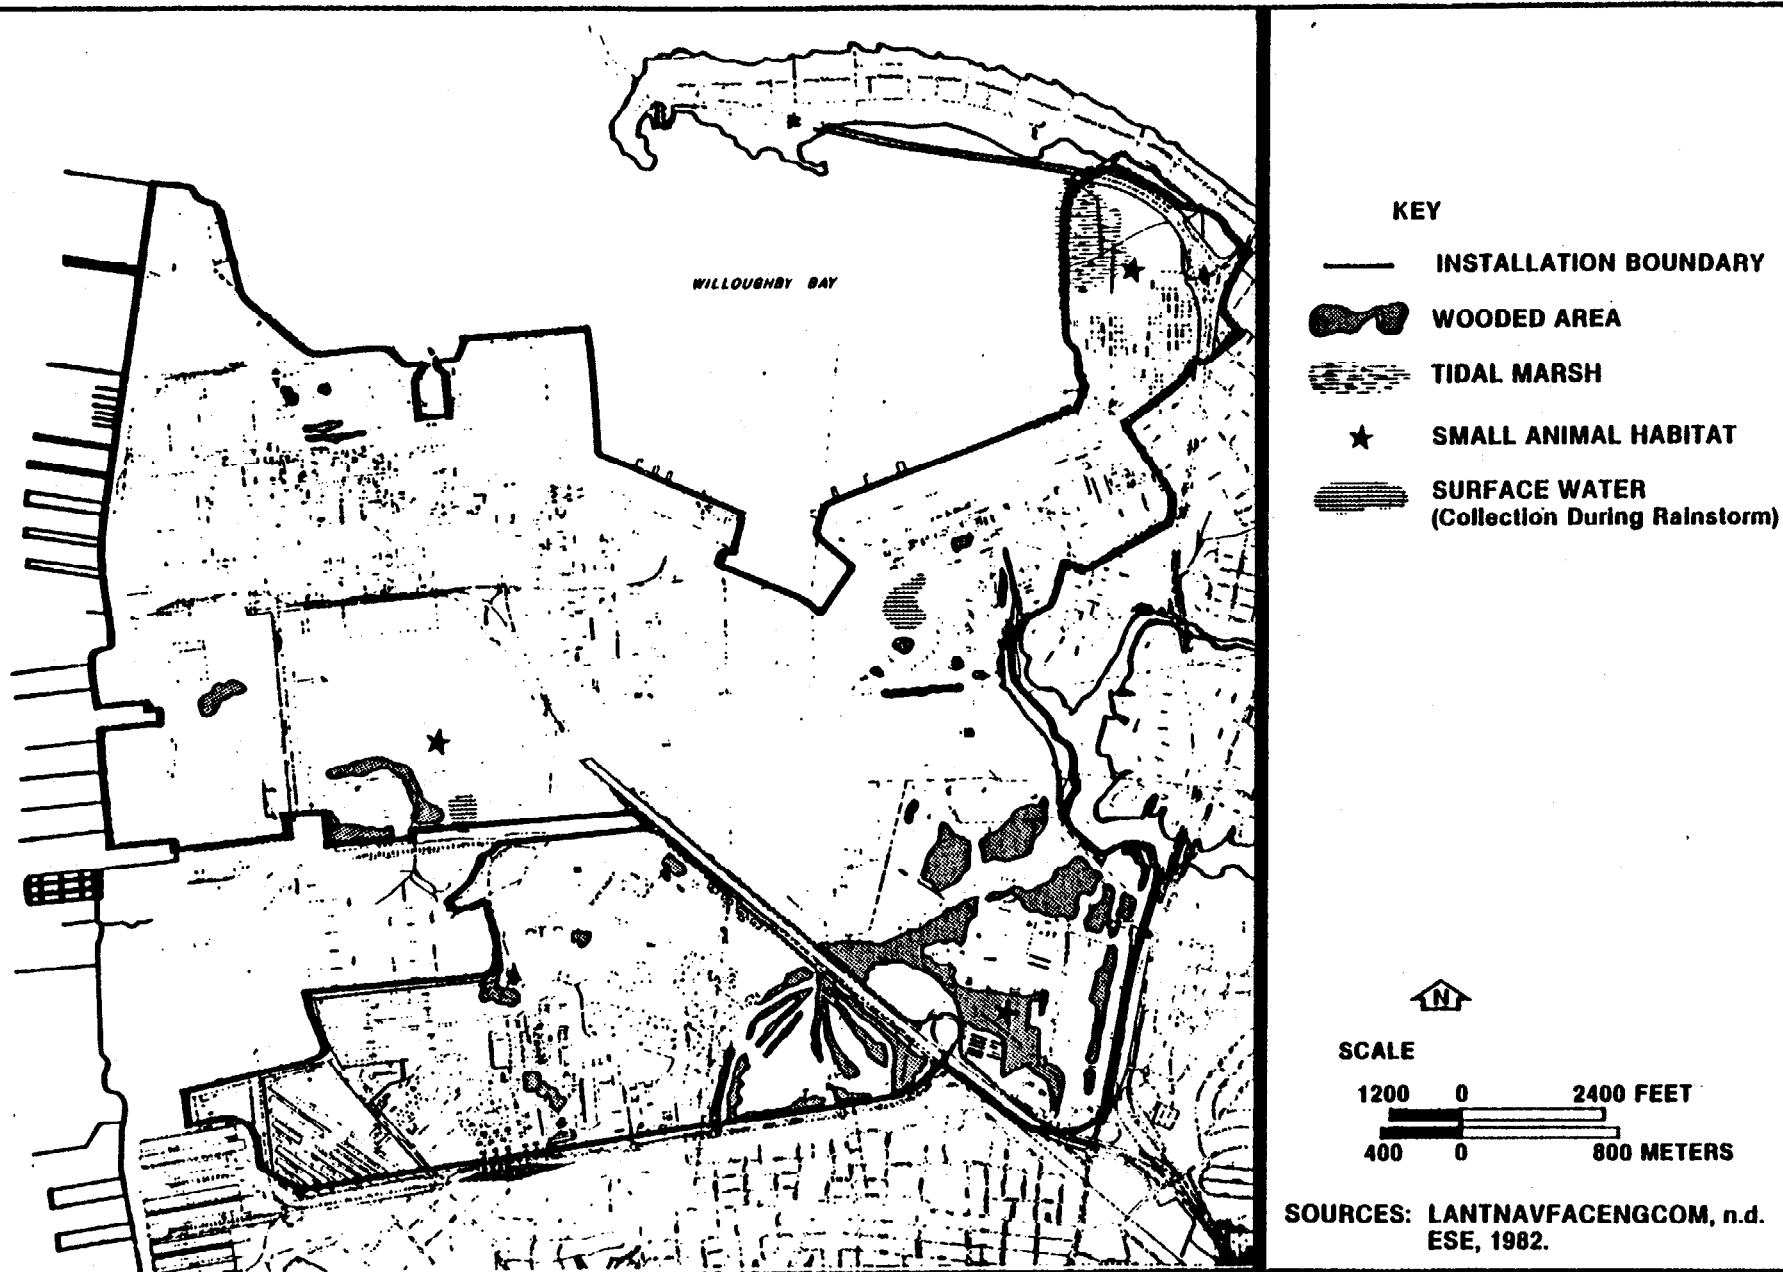 WILLOUGHBY BAY
KEY
INSTALLATION BOUNDARY
WOODED AREA
TIDAL MARSH
SMALL ANIMAL HABITAT
SURFACE WATER
(Collection During Rainstorm)
N
SCALE
1200 0 2400 FEET
400 0 800 METERS
SOURCES: LANTNAVFACENGCOM, n.d.
ESE, 1982.